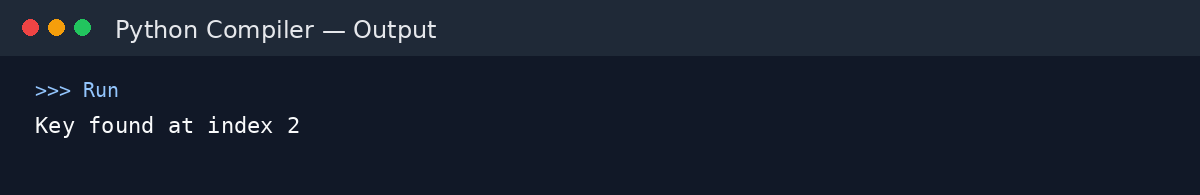 Python Compiler — Output
>>> Run
Key found at index 2